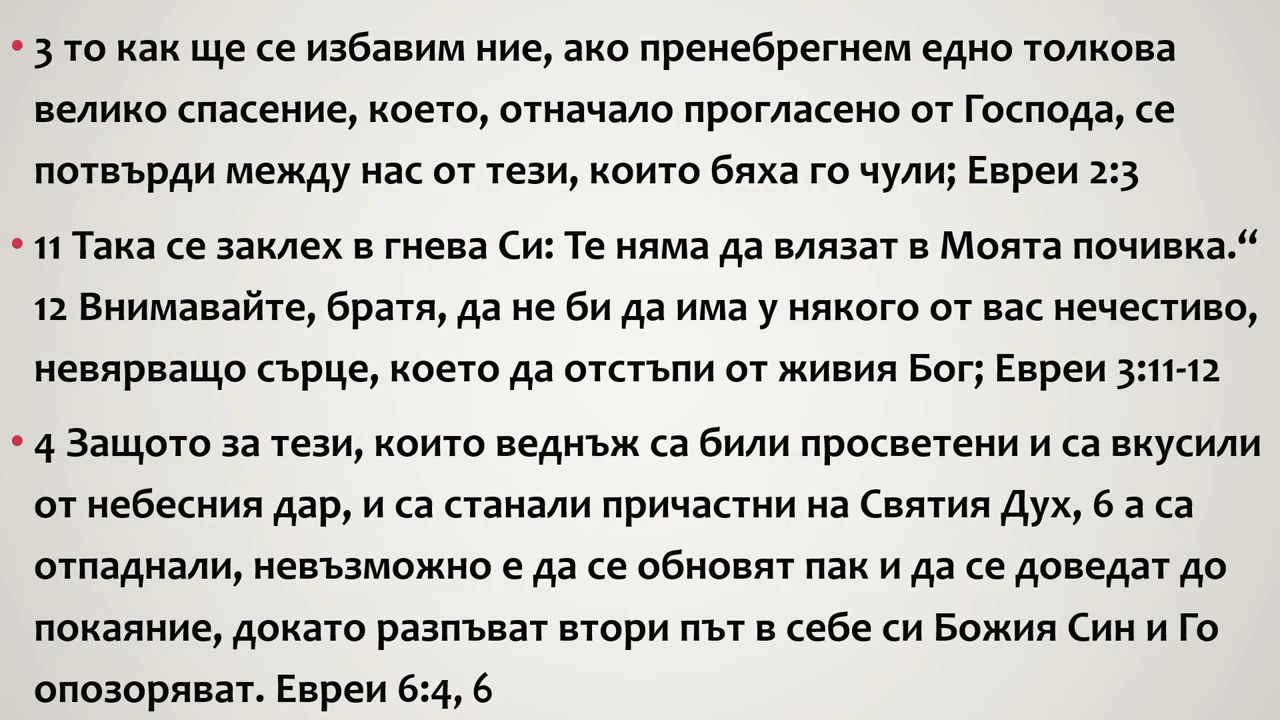 • 3 то как ще се избавим ние, ако пренебрегнем едно толкова
велико спасение, което, отначало прогласено от Господа, се
потвърди между нас от тези, които бяха го чули; Евреи 2:3
• 11 Така се заклех в гнева Си: Те няма да влязат в Моята почивка.“
12 Внимавайте, братя, да не би да има у някого от вас нечестиво,
невярващо сърце, което да отстъпи от живия Бог; Евреи 3:11-12
• 4 Защото за тези, които веднъж са били просветени и са вкусили
от небесния дар, и са станали причастни на Святия Дух, 6 а са
отпаднали, невъзможно е да се обновят пак и да се доведат до
покаяние, докато разпъват втори път в себе си Божия Син и Го
опозоряват. Евреи 6:4, 6